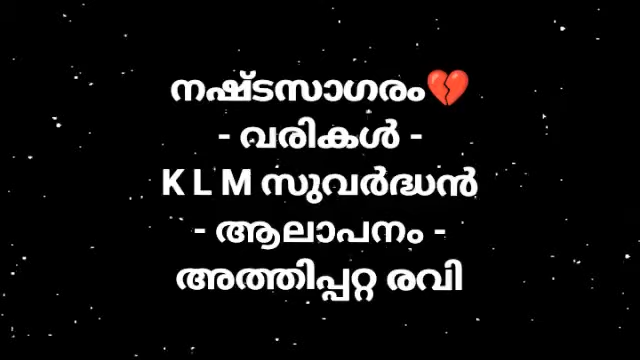 നഷ്ടസാഗരം💔
- വരികൾ -
K L M സുവർദ്ധൻ
- ആലാപനം -
അത്തിപ്പറ്റ രവി